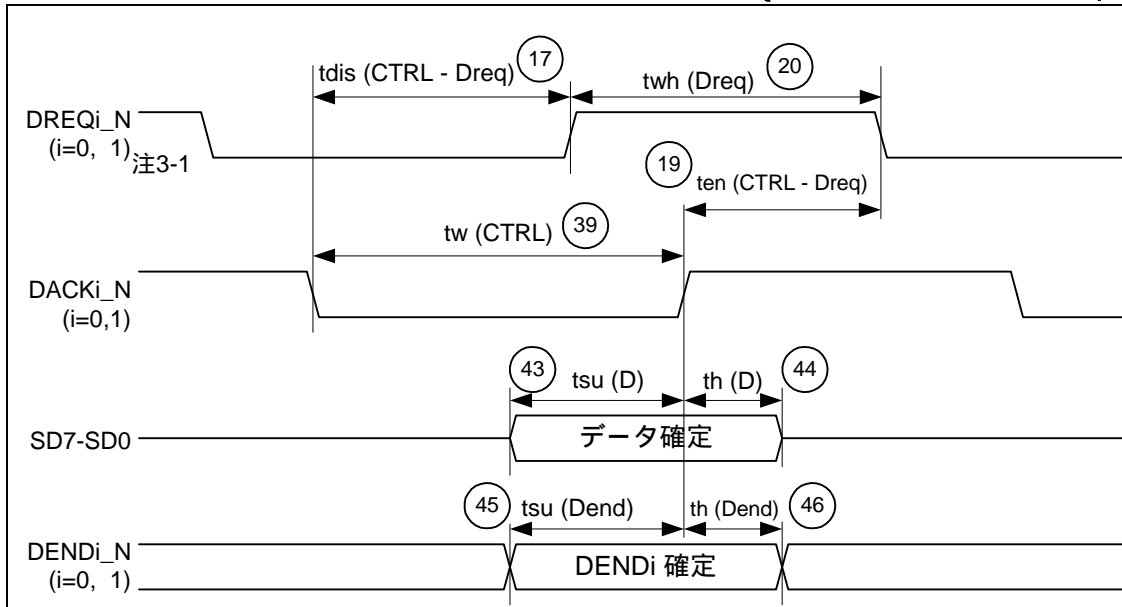 tdis (CTRL - Dreq) 17
twh (Dreq) 20
DREQi_N
(i=0, 1) 注3-1
19 ten (CTRL - Dreq)
tw (CTRL) 39
DACKi_N
(i=0,1)
43 tsu (D) th (D) 44
SD7-SD0 データ確定
45 tsu (Dend) th (Dend) 46
DENDi_N
(i=0, 1)
DENDi 確定